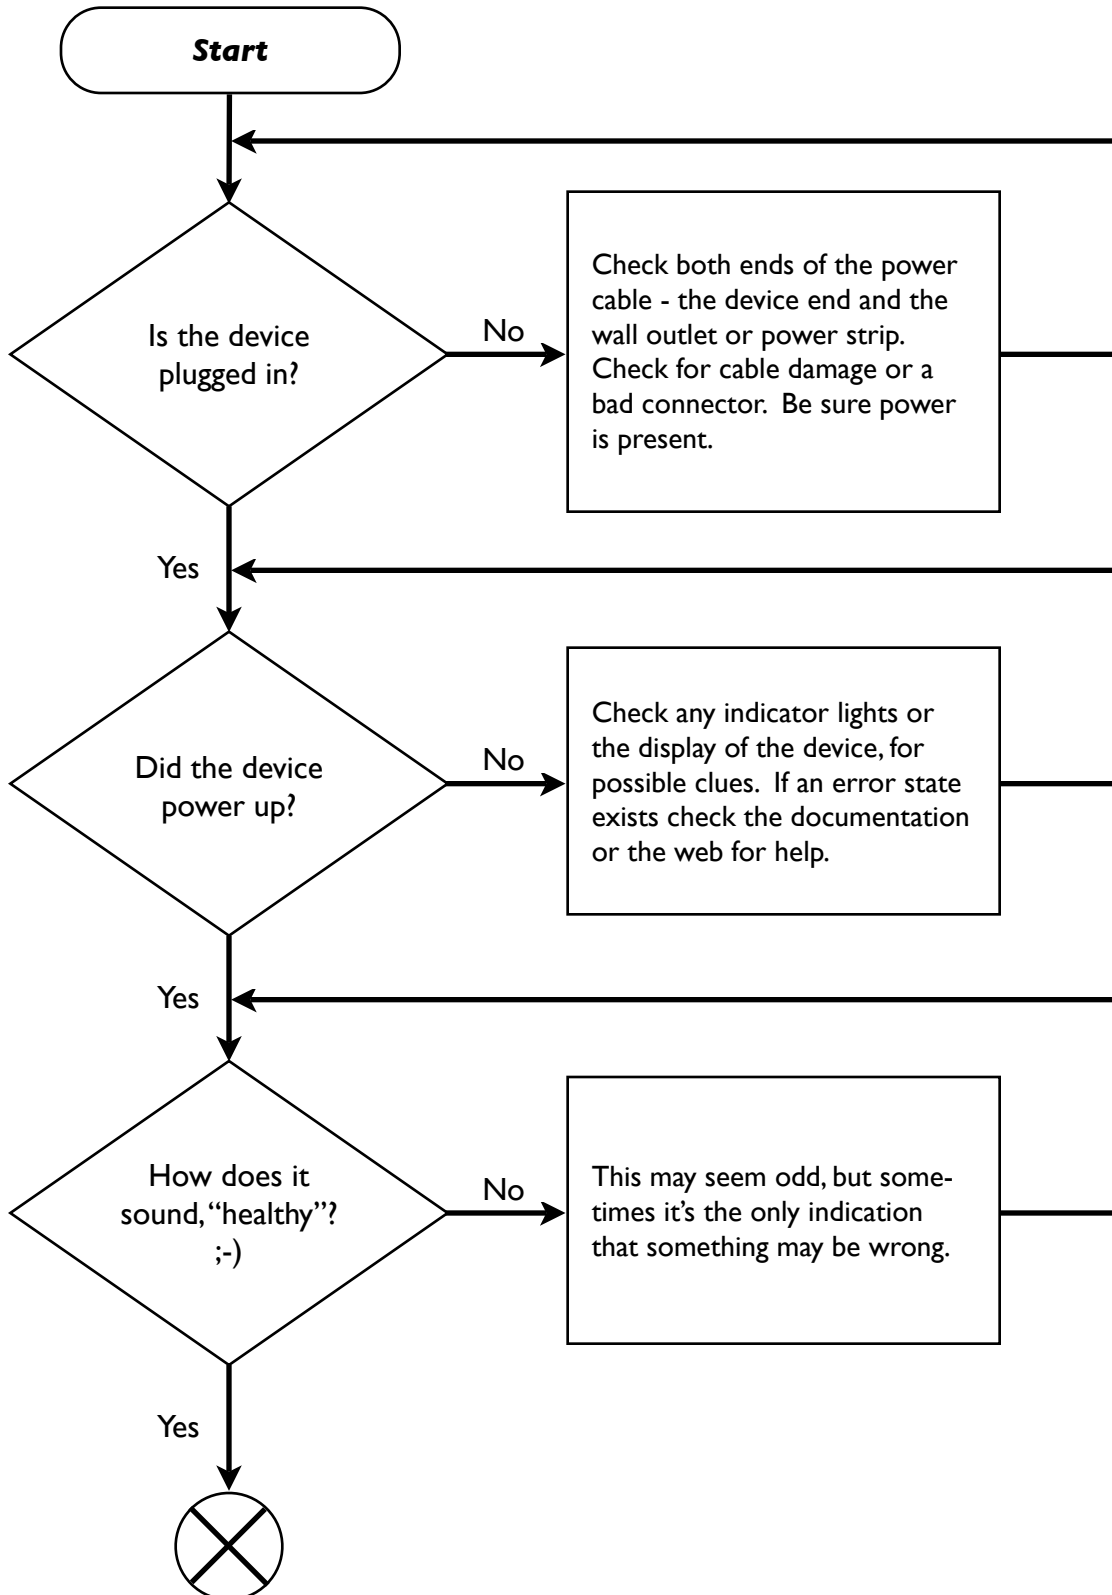 Start
Is the device
plugged in?
No
Check both ends of the power
cable - the device end and the
wall outlet or power strip.
Check for cable damage or a
bad connector.  Be sure power
is present.
Yes
Did the device
power up?
No
Check any indicator lights or
the display of the device, for
possible clues.  If an error state
exists check the documentation
or the web for help.
Yes
How does it
sound, “healthy”?
;-)
No
This may seem odd, but some-
times it’s the only indication
that something may be wrong.
Yes